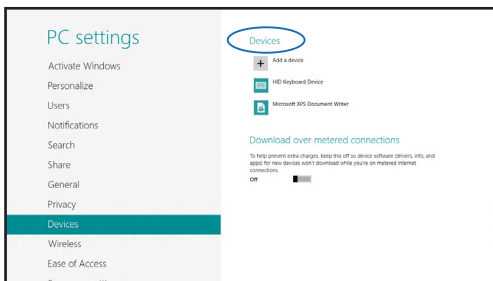 PC settings
Activate Windows
Personalize
Users
Notifications
Search
Share
General
Privacy
Devices
Wireless
Ease of Access
Devices
Add a device
HID Keyboard Device
Microsoft XPS Document Writer
Download over metered connections
To help prevent extra charges, keep this off so device software (drivers, info, and
apps) for new devices won't download while you're on metered Internet
connections.
Off